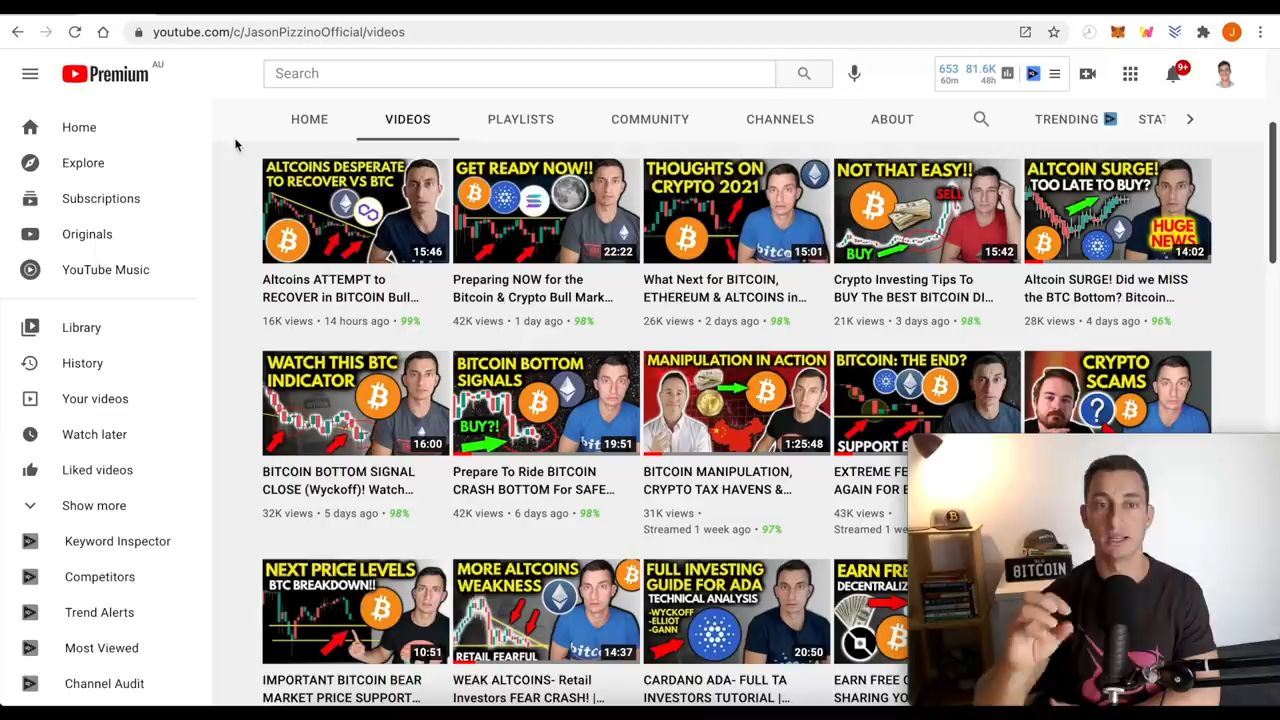 youtube.com/c/JasonPizzinoOfficial/videos
J
Premium AU
Search
653 81.6K
60m 48h
9+
Home
Explore
Subscriptions
Originals
YouTube Music
Library
History
Your videos
Watch later
Liked videos
Show more
Keyword Inspector
Competitors
Trend Alerts
Most Viewed
Channel Audit
HOME VIDEOS PLAYLISTS COMMUNITY CHANNELS ABOUT TRENDING STAT
ALTCOINS DESPERATE
TO RECOVER VS BTC
15:46
Altcoins ATTEMPT to
RECOVER in BITCOIN Bull...
16K views • 14 hours ago • 99%
GET READY NOW!!
22:22
Preparing NOW for the
Bitcoin & Crypto Bull Mark...
42K views • 1 day ago • 98%
THOUGHTS ON
CRYPTO 2021
bitco
15:01
What Next for BITCOIN,
ETHEREUM & ALTCOINS in...
26K views • 2 days ago • 98%
NOT THAT EASY!!
SELL
BUY
15:42
Crypto Investing Tips To
BUY The BEST BITCOIN DI...
21K views • 3 days ago • 98%
ALTCOIN SURGE!
TOO LATE TO BUY?
HUGE
NEWS
14:02
Altcoin SURGE! Did we MISS
the BTC Bottom? Bitcoin...
28K views • 4 days ago • 96%
WATCH THIS BTC
INDICATOR
16:00
BITCOIN BOTTOM SIGNAL
CLOSE (Wyckoff)! Watch...
32K views • 5 days ago • 98%
BITCOIN BOTTOM
SIGNALS
BUY?!
bit
19:51
Prepare To Ride BITCOIN
CRASH BOTTOM For SAFE...
42K views • 6 days ago • 98%
MANIPULATION IN ACTION
1:25:48
BITCOIN MANIPULATION,
CRYPTO TAX HAVENS &...
31K views •
Streamed 1 week ago • 97%
BITCOIN: THE END?
SUPPORT B
EXTREME FE
AGAIN FOR B
43K views •
Streamed 1 w
CRYPTO
SCAMS
NEXT PRICE LEVELS
BTC BREAKDOWN!!
10:51
IMPORTANT BITCOIN BEAR
MARKET PRICE SUPPORT...
MORE ALTCOINS
WEAKNESS
RETAIL FEARFUL
bitco
14:37
WEAK ALTCOINS- Retail
Investors FEAR CRASH! |...
FULL INVESTING
GUIDE FOR ADA
TECHNICAL ANALYSIS
-WYCKOFF
-ELLIOT
-GANN
20:50
CARDANO ADA- FULL TA
INVESTORS TUTORIAL |...
EARN FRE
DECENTRALIZ
EARN FREE C
SHARING YO
BITCOIN